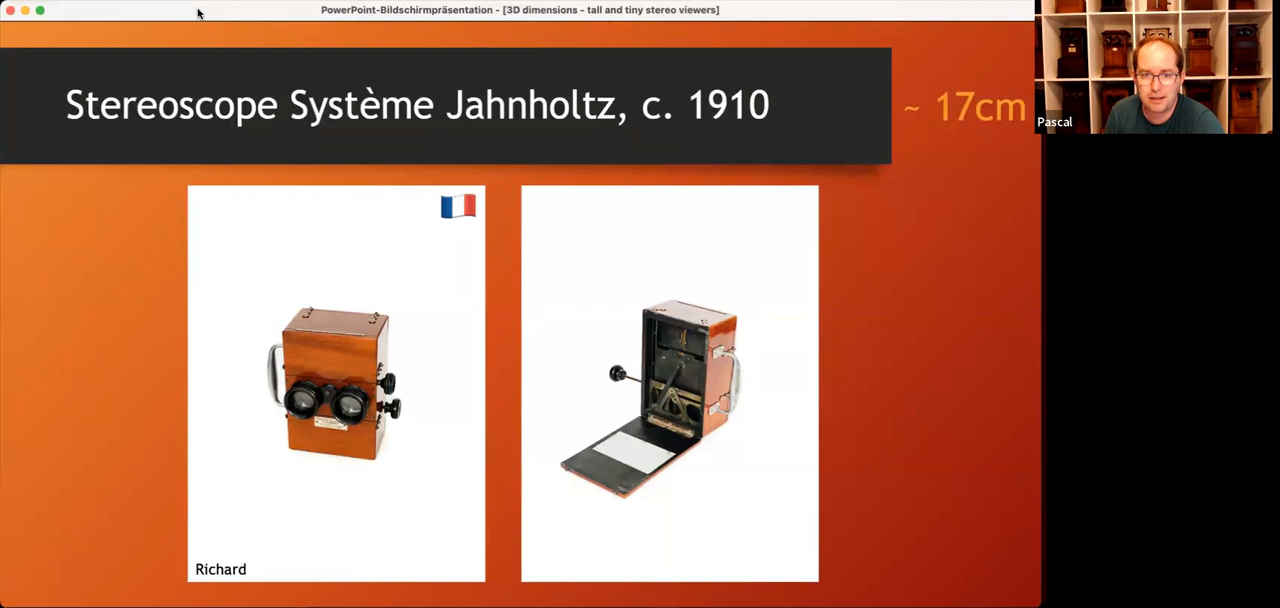 PowerPoint-Bildschirmpräsentation - [3D dimensions - tall and tiny stereo viewers]
Stereoscope Système Jahnholtz, c. 1910
~ 17cm
Pascal
Richard